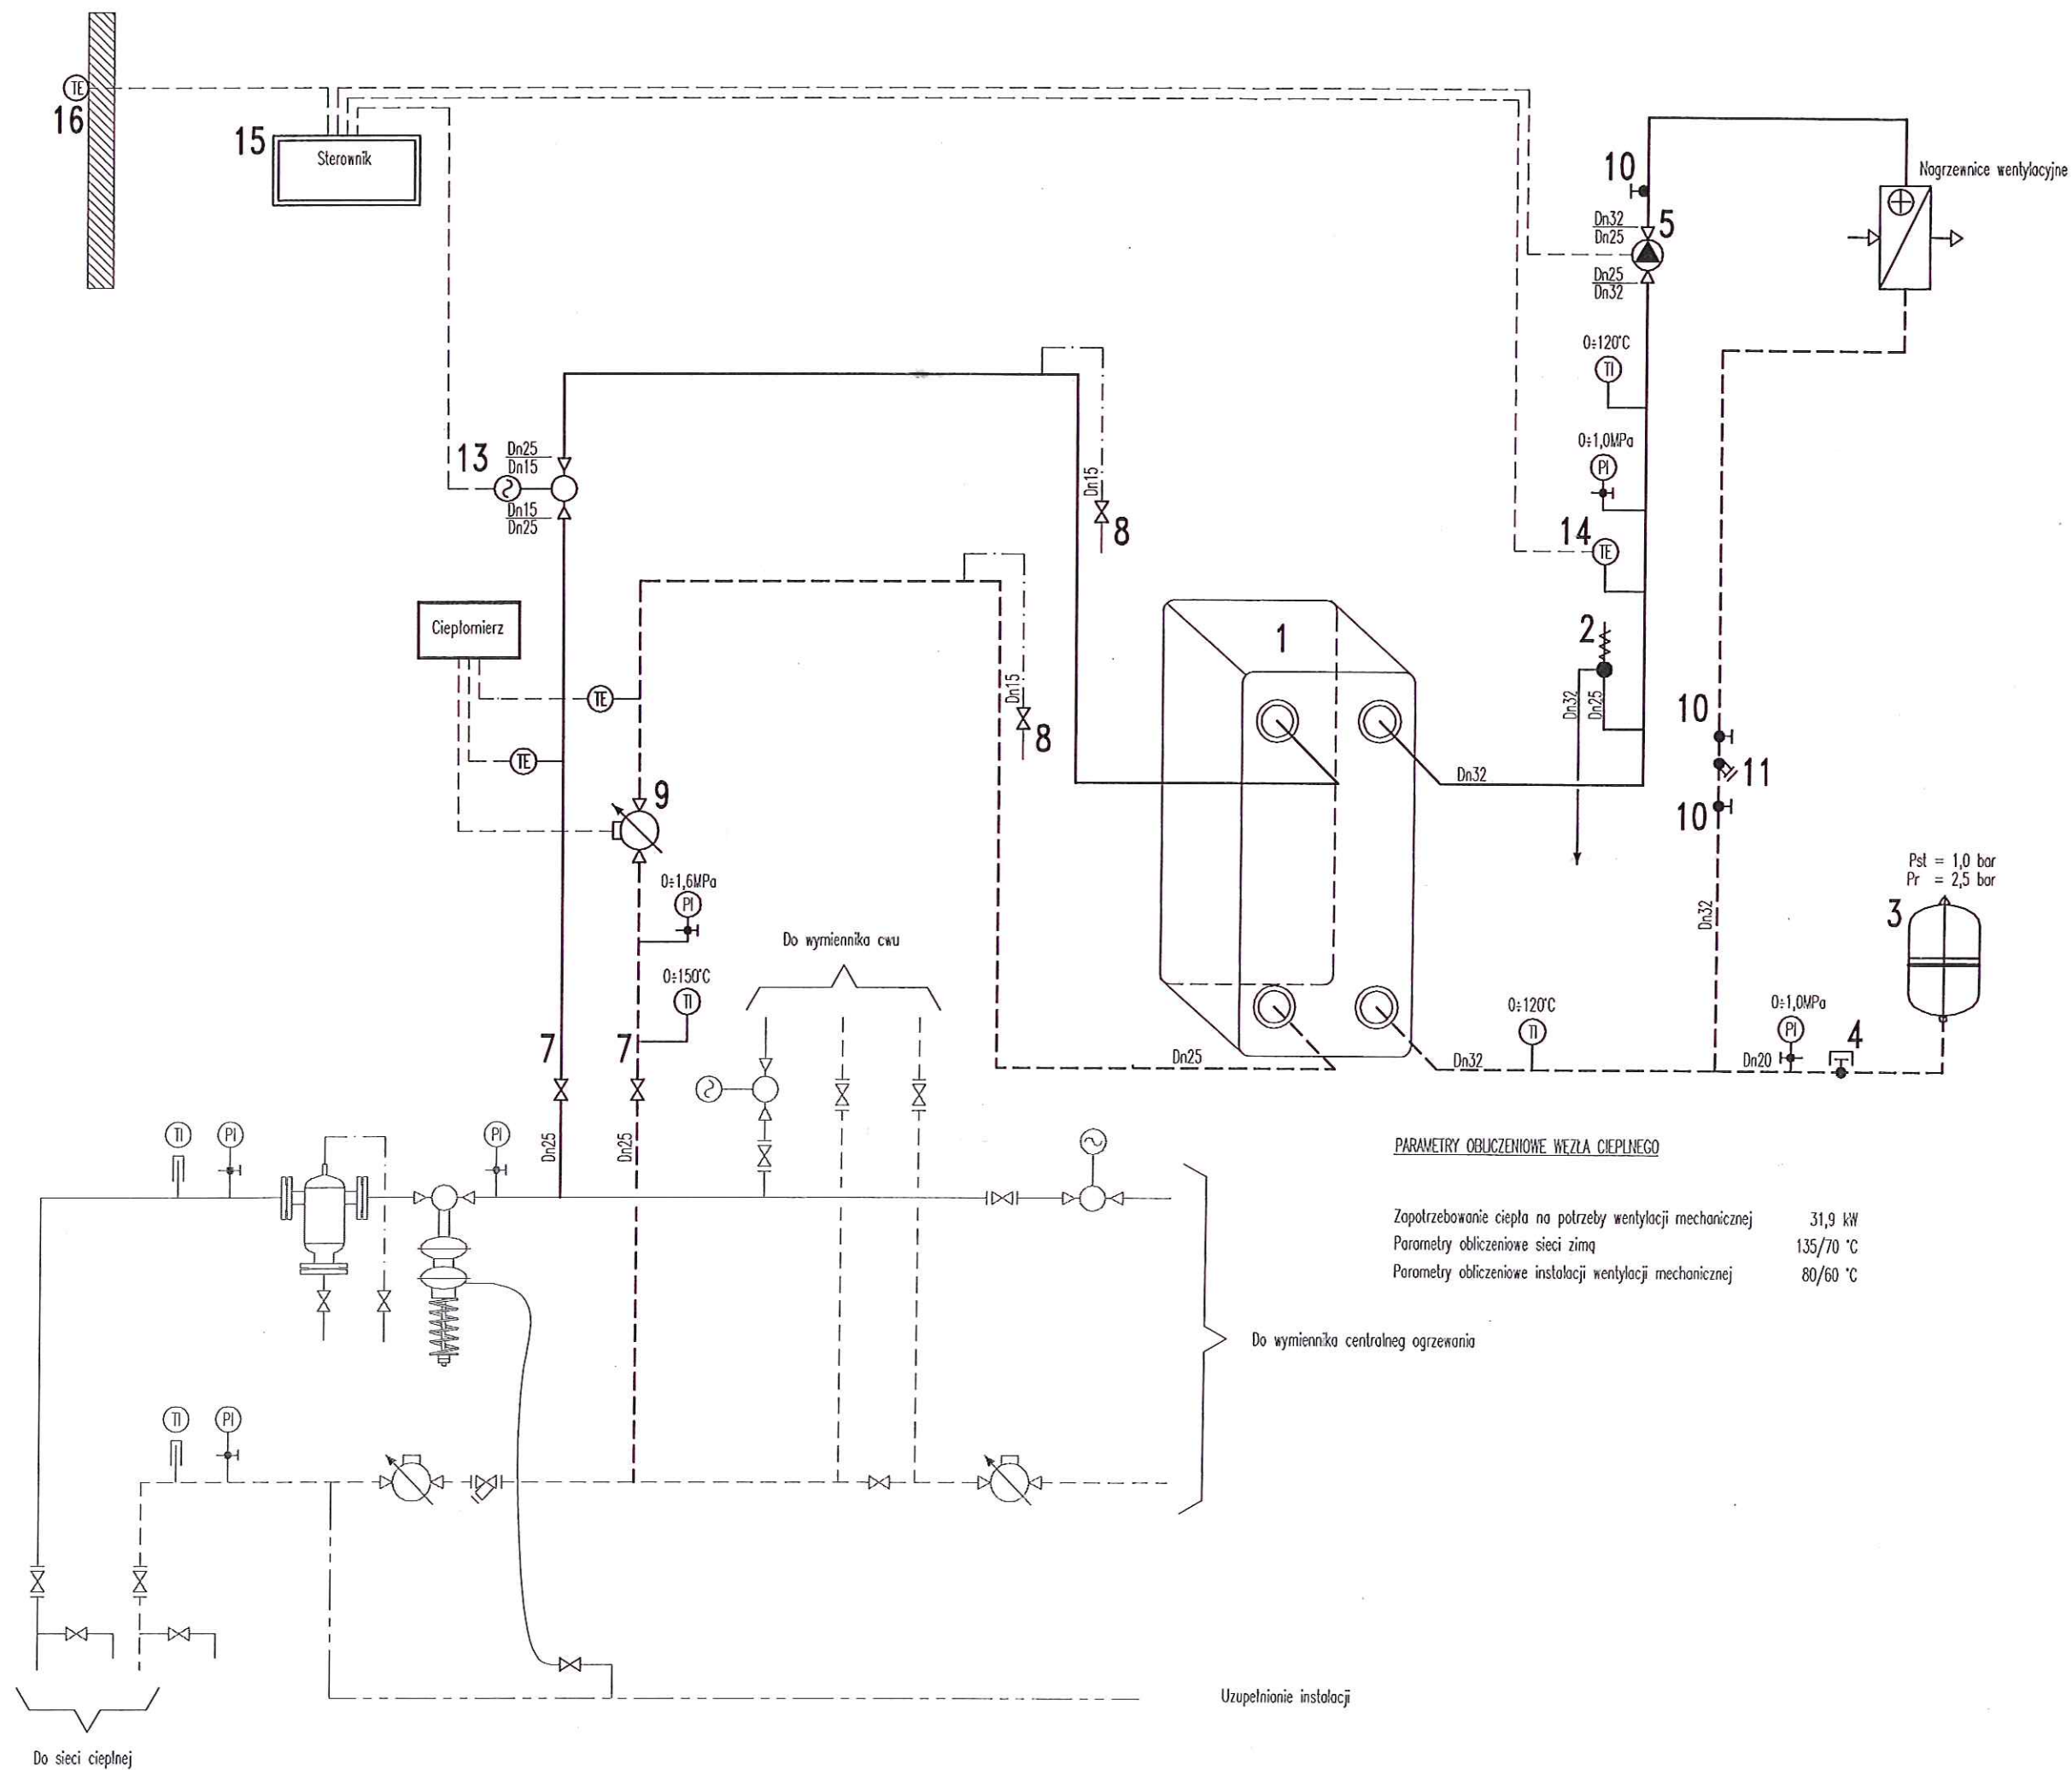 TE
16
15
Sterownik
10
Nagrzewnice wentylacyjne
Dn32
Dn25
5
Dn25
Dn32
0÷120°C
TI
0÷1,0MPa
PI
14
TE
13
Dn25
Dn15
Dn15
Dn25
Dn15
8
Ciepłomierz
TE
TE
Dn15
8
1
2
Dn32
Dn25
Dn32
10
11
10
9
0÷1,6MPa
PI
0÷150°C
TI
Do wymiennika cwu
7
7
Dn25
Dn25
Dn25
Dn32
0÷120°C
TI
Dn32
Pst = 1,0 bar
Pr = 2,5 bar
3
0÷1,0MPa
PI
4
Dn20
TI
PI
PI
PARAMETRY OBLICZENIOWE WĘZŁA CIEPLNEGO
Zapotrzebowanie ciepła na potrzeby wentylacji mechanicznej 31,9 kW
Parametry obliczeniowe sieci zimą 135/70 °C
Parametry obliczeniowe instalacji wentylacji mechanicznej 80/60 °C
Do wymiennika centralneg ogrzewania
TI
PI
Uzupełnianie instalacji
Do sieci cieplnej